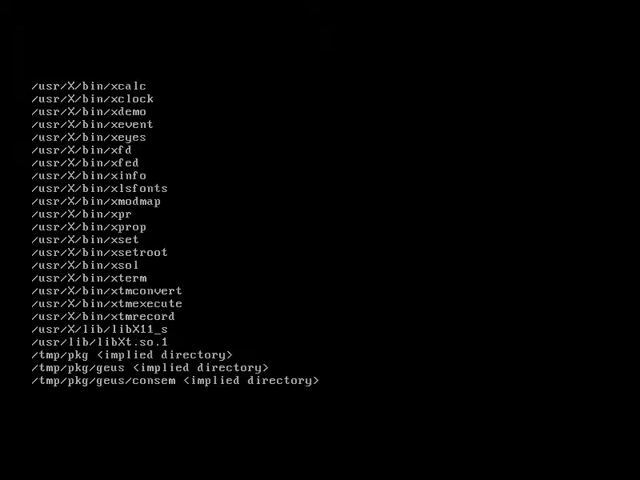 /usr/X/bin/xcalc
/usr/X/bin/xclock
/usr/X/bin/xdemo
/usr/X/bin/xevent
/usr/X/bin/xeyes
/usr/X/bin/xfd
/usr/X/bin/xfed
/usr/X/bin/xinfo
/usr/X/bin/xlsfonts
/usr/X/bin/xmodmap
/usr/X/bin/xpr
/usr/X/bin/xprop
/usr/X/bin/xset
/usr/X/bin/xsetroot
/usr/X/bin/xsol
/usr/X/bin/xterm
/usr/X/bin/xtmconvert
/usr/X/bin/xtmexecute
/usr/X/bin/xtmrecord
/usr/X/lib/libX11_s
/usr/lib/libXt.so.1
/tmp/pkg <implied directory>
/tmp/pkg/geus <implied directory>
/tmp/pkg/geus/consem <implied directory>